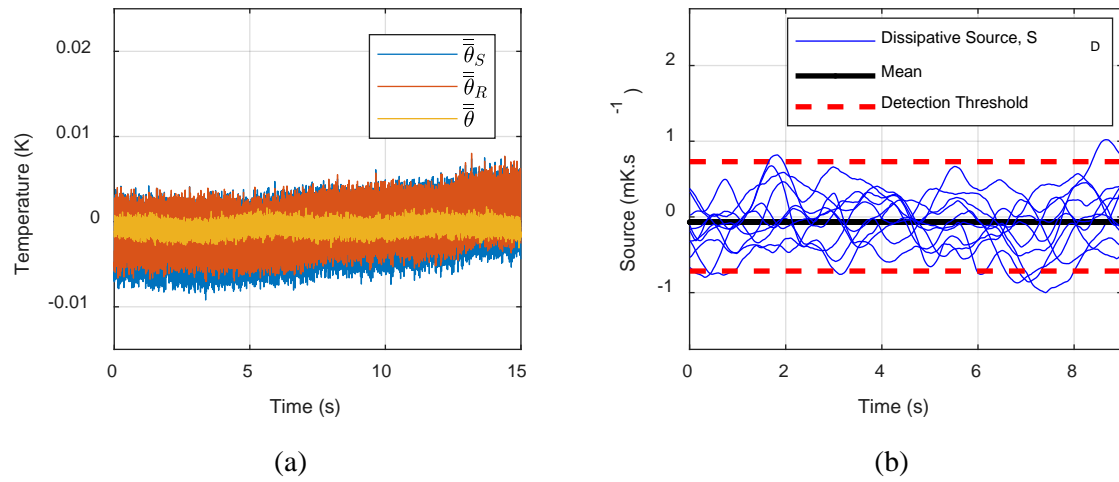 0.02
0.01
0
-0.01
Temperature (K)
0
5
10
15
Time (s)
θ̿_S
θ̿_R
θ̿
(a)
2
1
0
-1
Source (mK.s⁻¹)
0
2
4
6
8
Time (s)
Dissipative Source, S_D
Mean
Detection Threshold
(b)